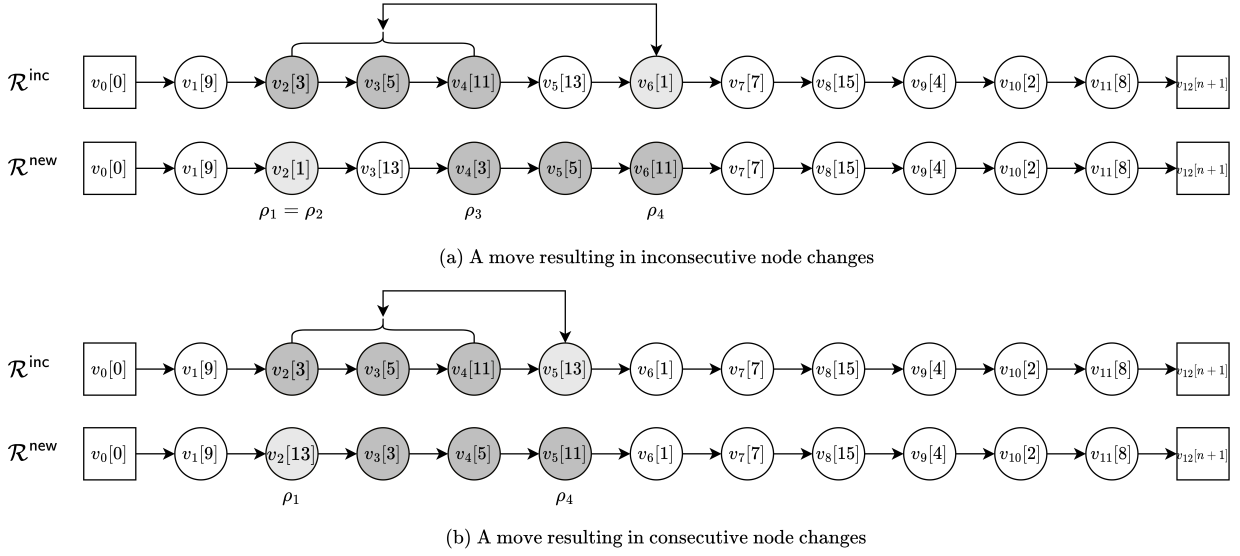 𝓡^inc v₀[0] v₁[9] v₂[3] v₃[5] v₄[11] v₅[13] v₆[1] v₇[7] v₈[15] v₉[4] v₁₀[2] v₁₁[8] v₁₂[n+1]
𝓡^new v₀[0] v₁[9] v₂[1] v₃[13] v₄[3] v₅[5] v₆[11] v₇[7] v₈[15] v₉[4] v₁₀[2] v₁₁[8] v₁₂[n+1]
ρ₁ = ρ₂ ρ₃ ρ₄
(a) A move resulting in inconsecutive node changes
𝓡^inc v₀[0] v₁[9] v₂[3] v₃[5] v₄[11] v₅[13] v₆[1] v₇[7] v₈[15] v₉[4] v₁₀[2] v₁₁[8] v₁₂[n+1]
𝓡^new v₀[0] v₁[9] v₂[13] v₃[3] v₄[5] v₅[11] v₆[1] v₇[7] v₈[15] v₉[4] v₁₀[2] v₁₁[8] v₁₂[n+1]
ρ₁ ρ₄
(b) A move resulting in consecutive node changes